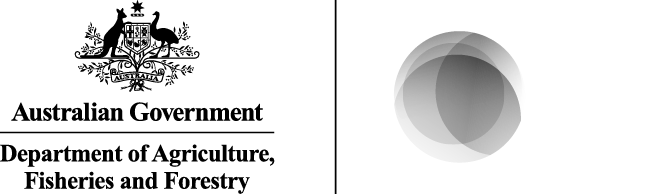 AUSTRALIA
Australian Government
Department of Agriculture,
Fisheries and Forestry